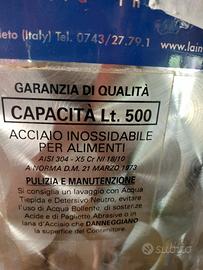 leto (Italy) Tel. 0743/27.79.1
www.lain
GARANZIA DI QUALITÀ
CAPACITÀ Lt. 500
ACCIAIO INOSSIDABILE
PER ALIMENTI
AISI 304 - X5 Cr Ni 18/10
A NORMA D.M. 21 MARZO 1973
PULIZIA E MANUTENZIONE
Si consiglia un lavaggio con Acqua
Tiepida e Detersivo Neutro, evitare
l'uso di Acqua Bollente, di sostanze
Acide e di Pagliette Abrasive o in
lana d'Acciaio che DANNEGGIANO
la superfice del Contenitore.
subito